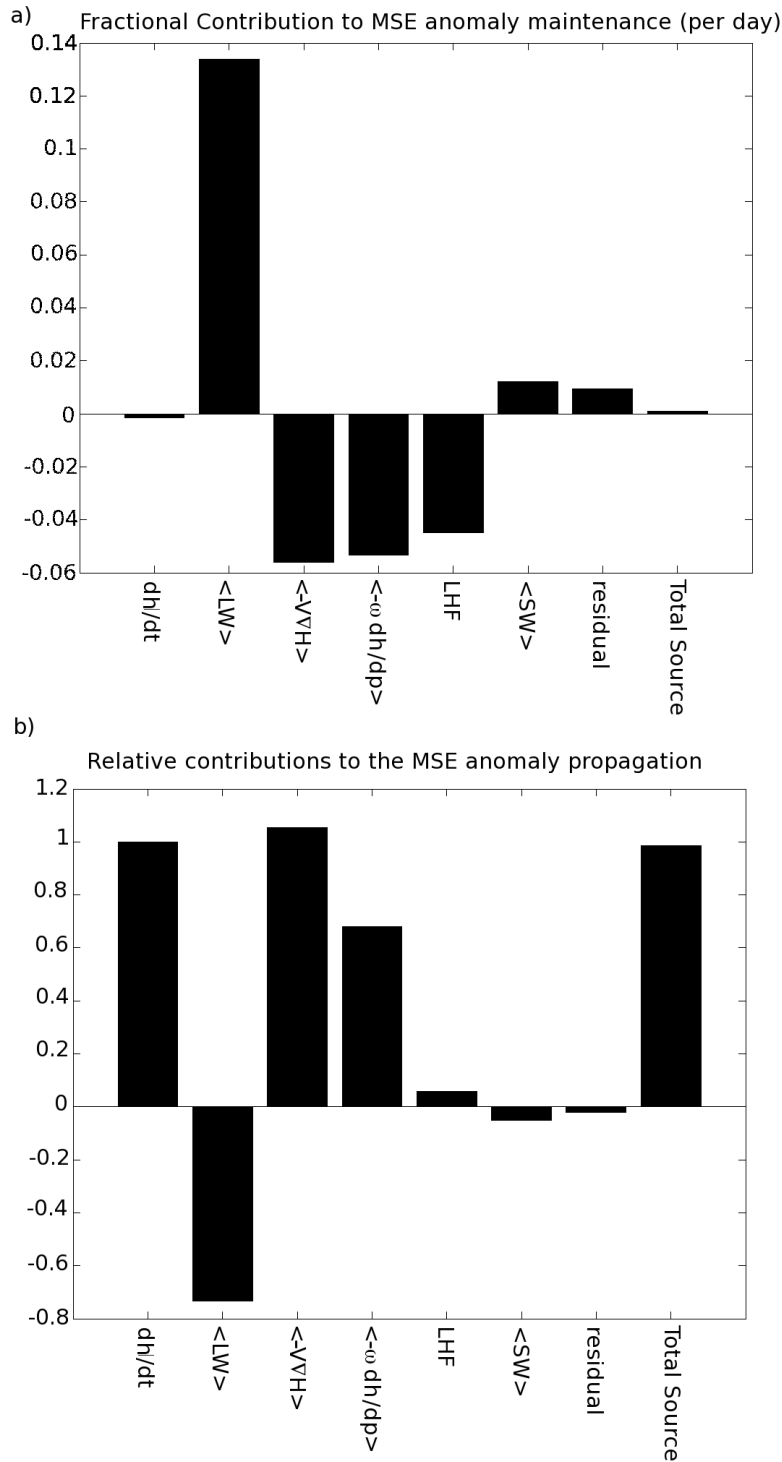 a)
Fractional Contribution to MSE anomaly maintenance (per day)
0.14
0.12
0.1
0.08
0.06
0.04
0.02
0
-0.02
-0.04
-0.06
dh/dt
<LW>
<-V∇H>
<-ω dh/dp>
LHF
<SW>
residual
Total Source
b)
Relative contributions to the MSE anomaly propagation
1.2
1
0.8
0.6
0.4
0.2
0
-0.2
-0.4
-0.6
-0.8
dh/dt
<LW>
<-V∇H>
<-ω dh/dp>
LHF
<SW>
residual
Total Source